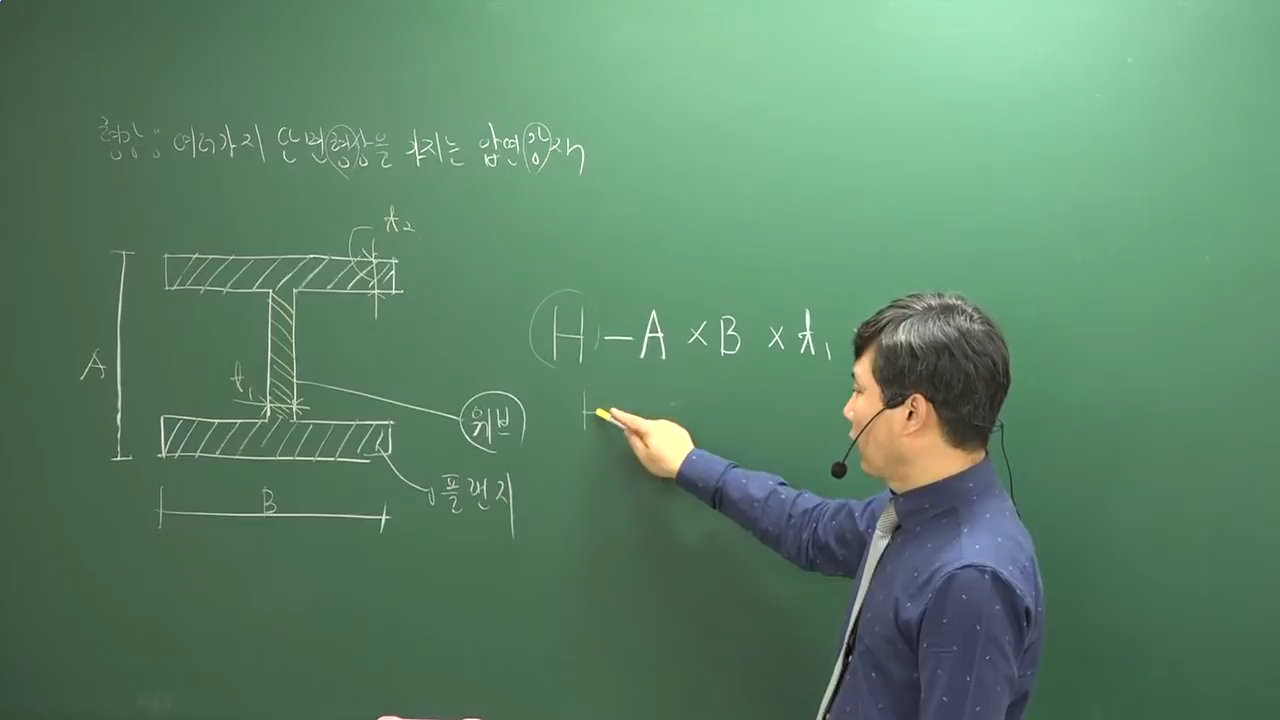 형강 : 여러가지 단면형상을 가지는 압연강재
t₂
A
t₁
웨브
플랜지
B
H - A × B × t₁